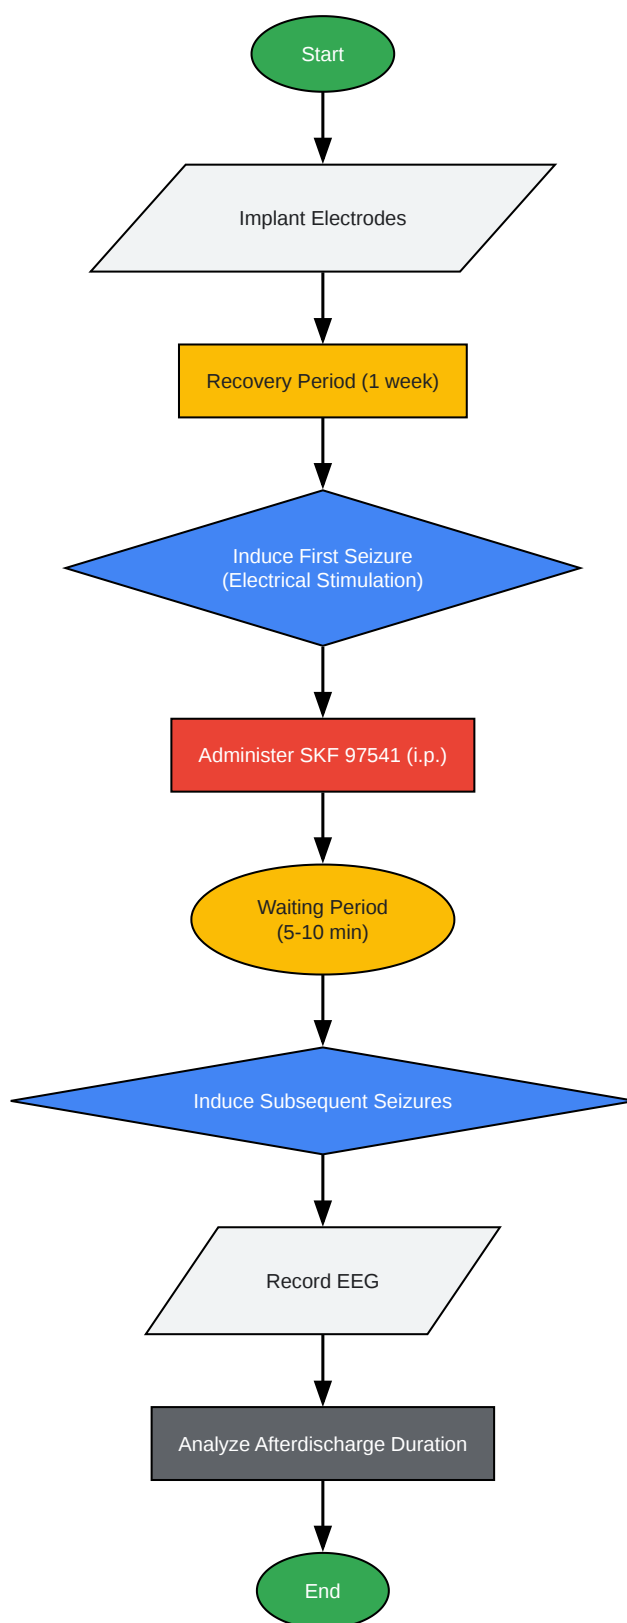 Start
Implant Electrodes
Recovery Period (1 week)
Induce First Seizure
(Electrical Stimulation)
Administer SKF 97541 (i.p.)
Waiting Period
(5-10 min)
Induce Subsequent Seizures
Record EEG
Analyze Afterdischarge Duration
End